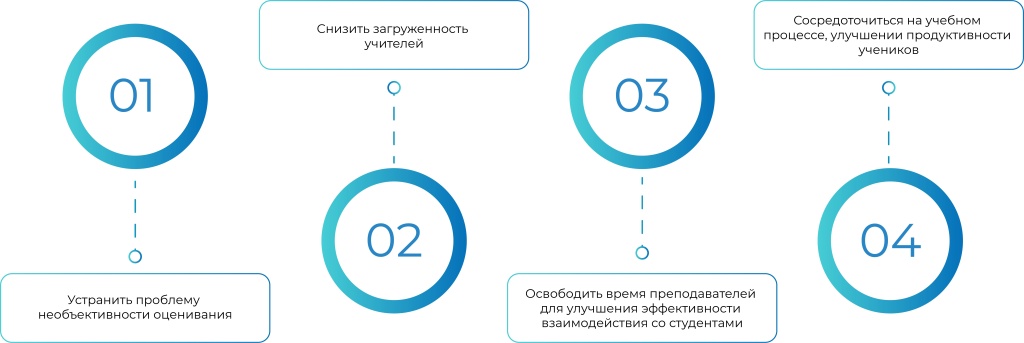 01
Устранить проблему
необъективности оценивания
Снизить загруженность
учителей
02
03
Освободить время преподавателей
для улучшения эффективности
взаимодействия со студентами
Сосредоточиться на учебном
процессе, улучшении продуктивности
учеников
04